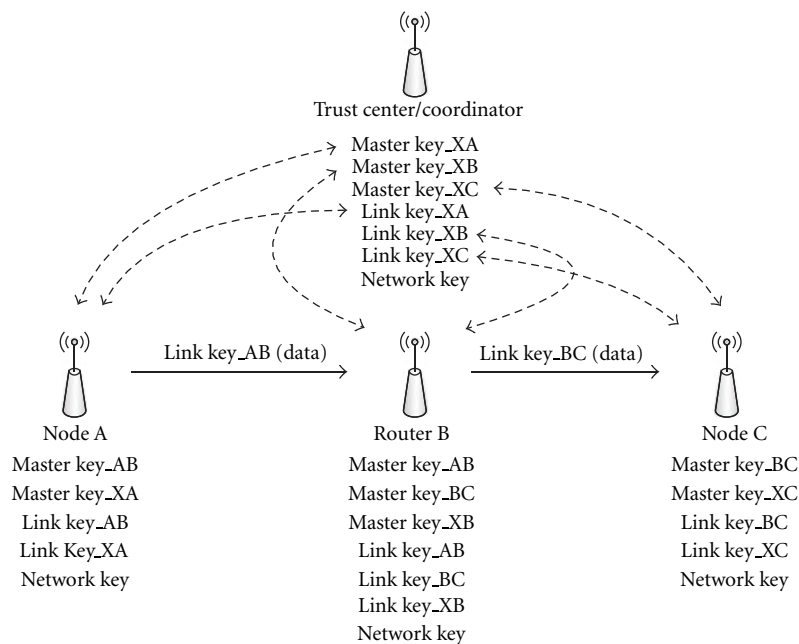 Trust center/coordinator
Master key_XA
Master key_XB
Master key_XC
Link key_XA
Link key_XB
Link key_XC
Network key
Link key_AB (data)
Link key_BC (data)
Node A
Master key_AB
Master key_XA
Link key_AB
Link Key_XA
Network key
Router B
Master key_AB
Master key_BC
Master key_XB
Link key_AB
Link key_BC
Link key_XB
Network key
Node C
Master key_BC
Master key_XC
Link key_BC
Link key_XC
Network key